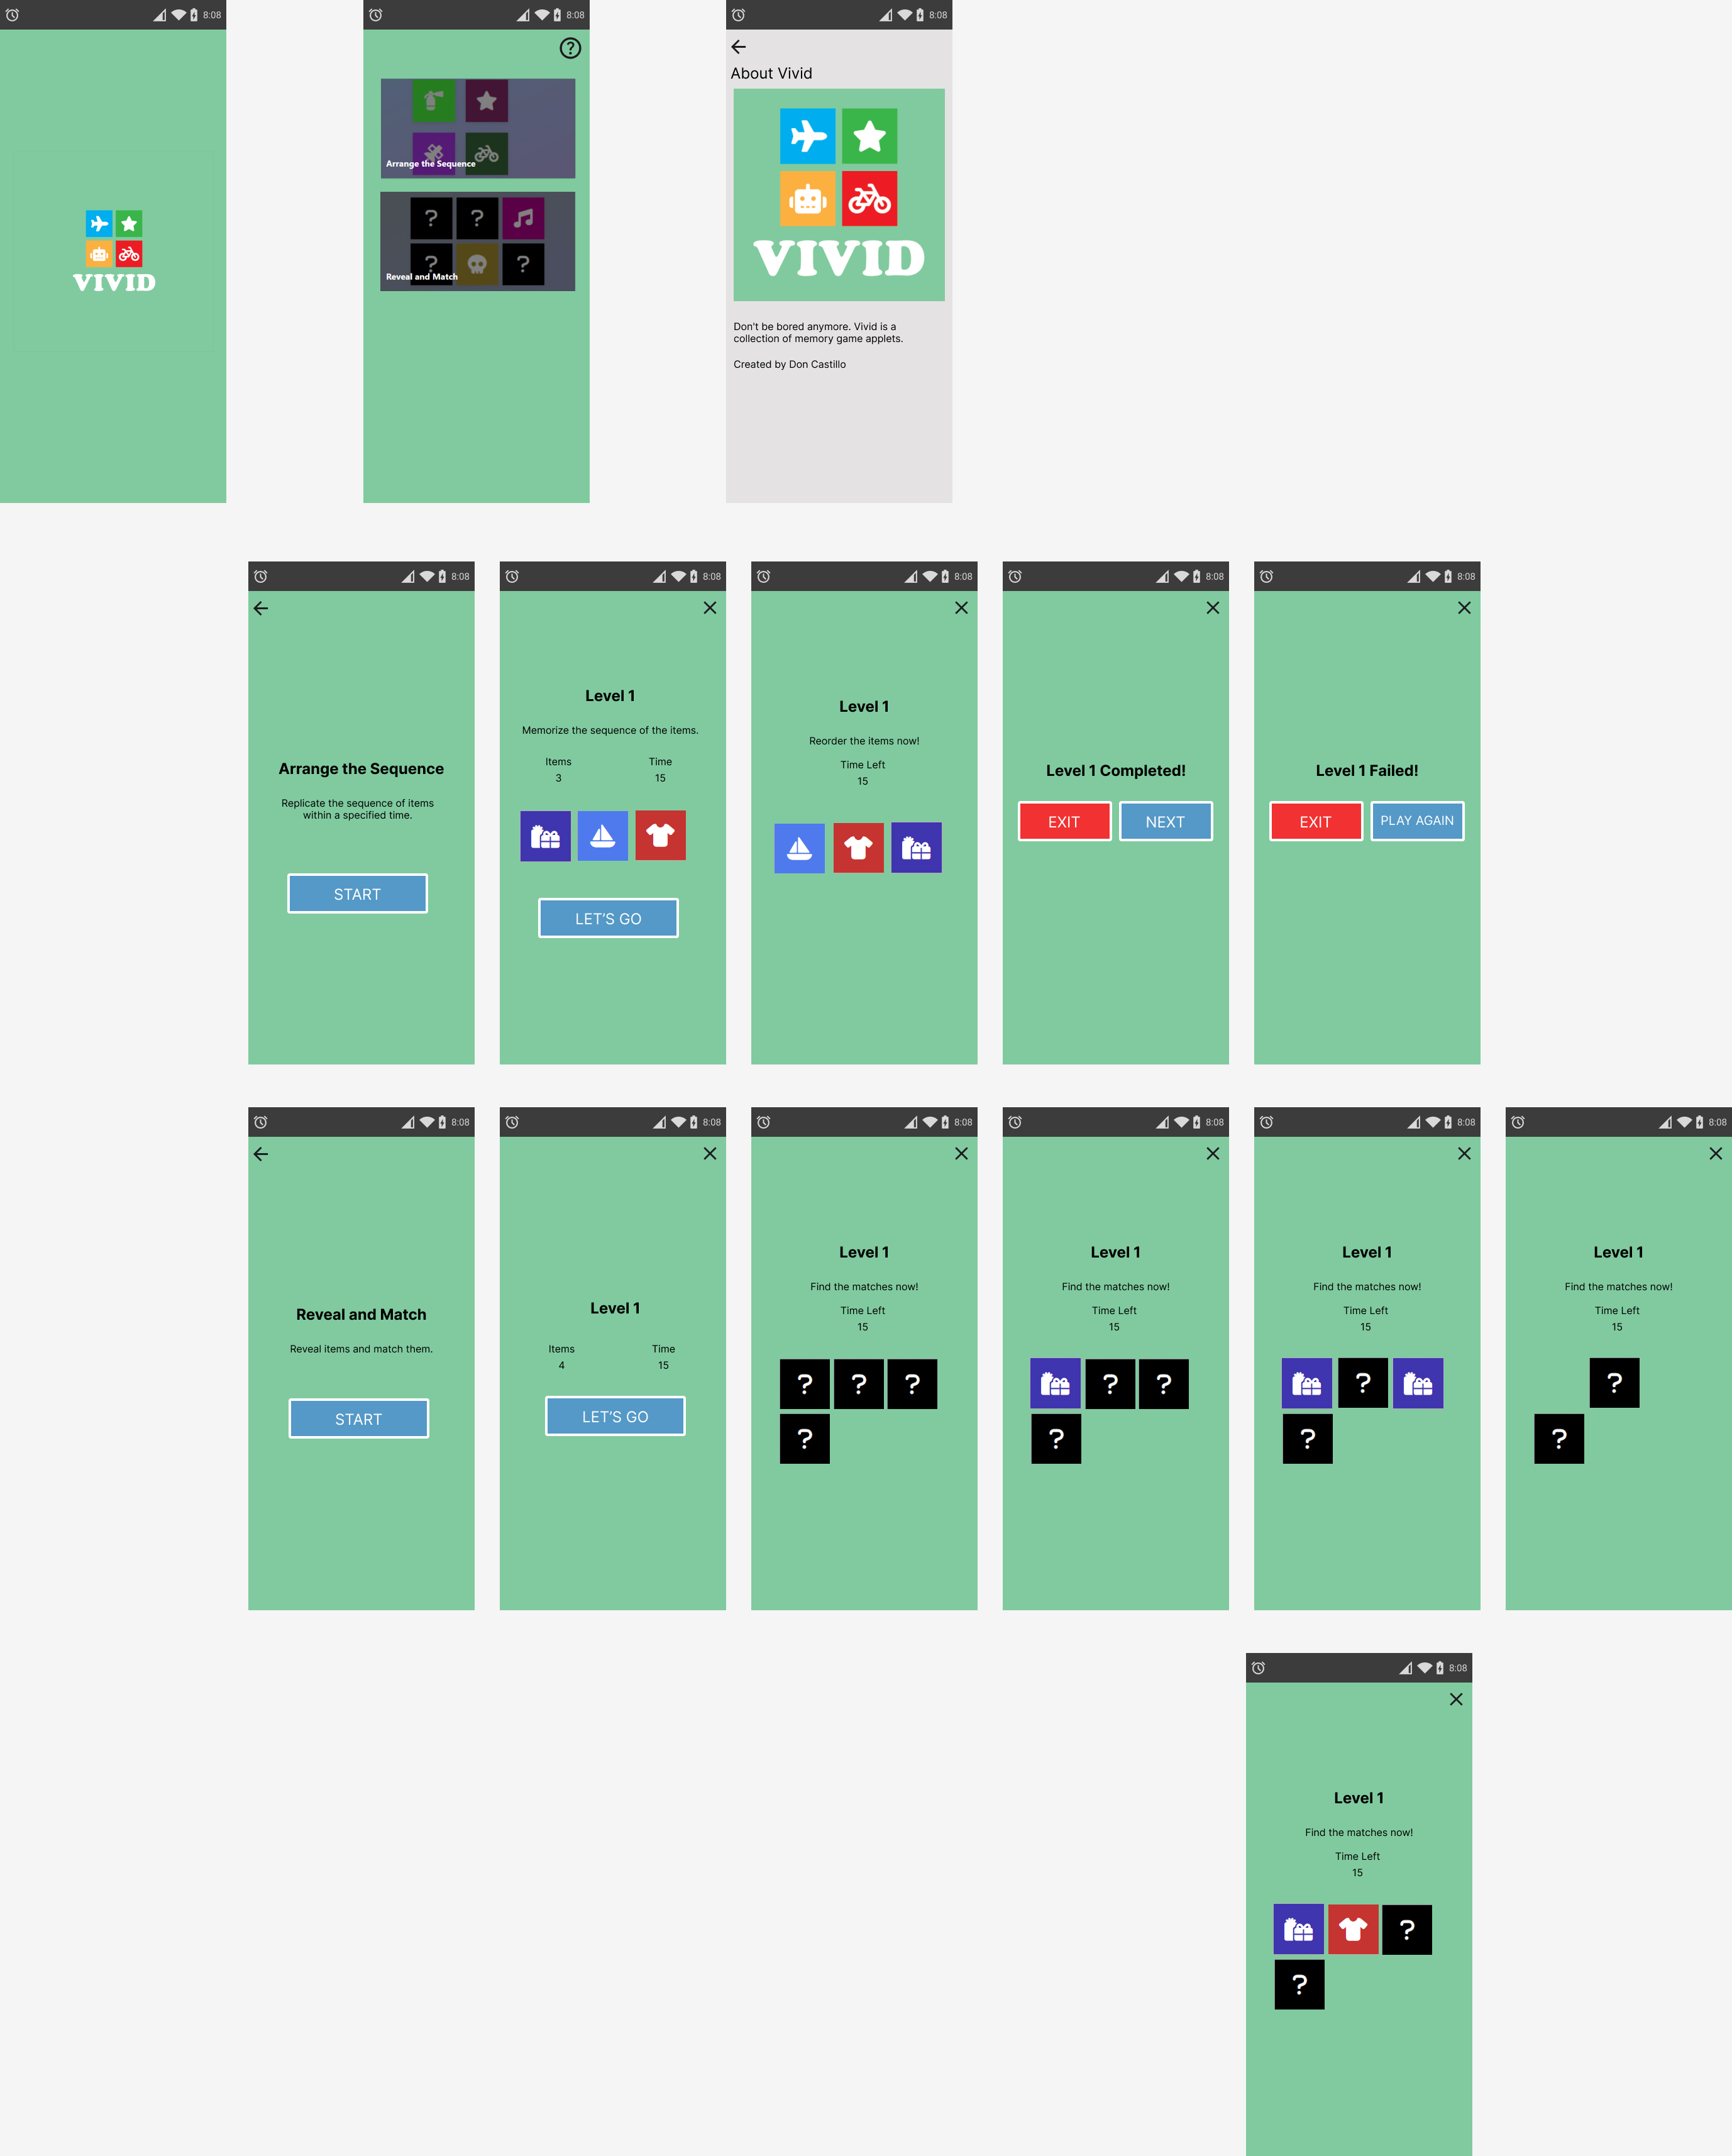 8:08
VIVID
8:08
?
Arrange the Sequence
? ?
? ?
Reveal and Match
8:08
About Vivid
VIVID
Don't be bored anymore. Vivid is a
collection of memory game applets.
Created by Don Castillo
8:08
Arrange the Sequence
Replicate the sequence of items
within a specified time.
START
8:08
Level 1
Memorize the sequence of the items.
Items Time
3 15
LET'S GO
8:08
Level 1
Reorder the items now!
Time Left
15
8:08
Level 1 Completed!
EXIT NEXT
8:08
Level 1 Failed!
EXIT PLAY AGAIN
8:08
Reveal and Match
Reveal items and match them.
START
8:08
Level 1
Items Time
4 15
LET'S GO
8:08
Level 1
Find the matches now!
Time Left
15
? ? ?
?
8:08
Level 1
Find the matches now!
Time Left
15
? ?
?
8:08
Level 1
Find the matches now!
Time Left
15
?
?
8:08
Level 1
Find the matches now!
Time Left
15
?
?
8:08
Level 1
Find the matches now!
Time Left
15
?
?